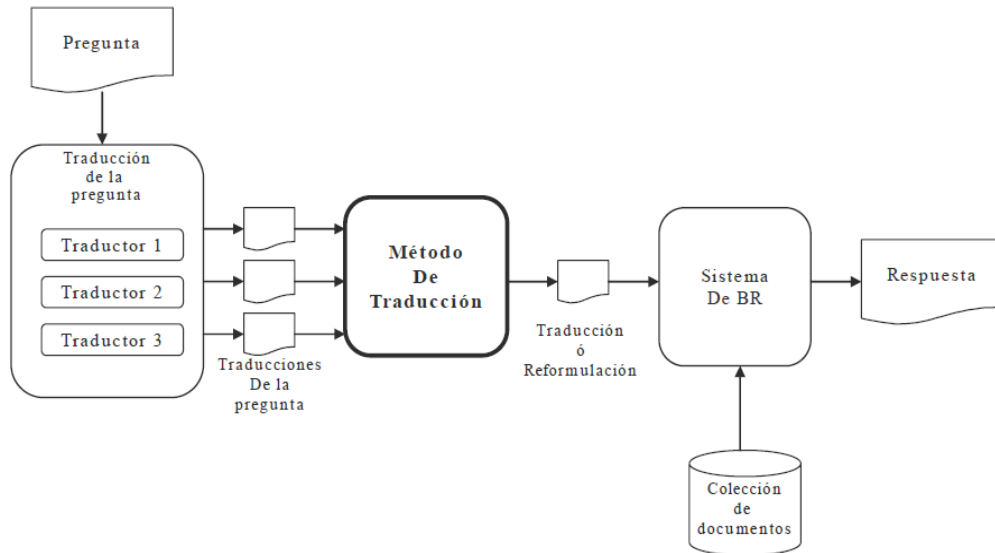 Pregunta
Traducción
de la
pregunta
Traductor 1
Traductor 2
Traductor 3
Traducciones
De la
pregunta
Método
De
Traducción
Traducción
ó
Reformulación
Sistema
De BR
Respuesta
Colección
de
documentos